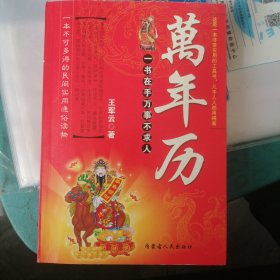 萬年历
一书在手万事不求人
王军云◎著
一本不可多得的民间实用通俗读物
内蒙古人民出版社